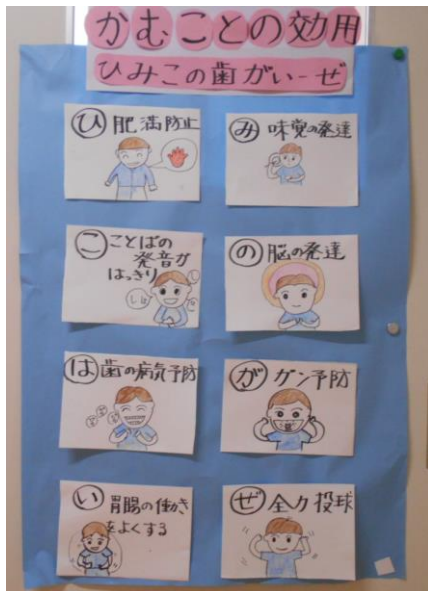 かむことの効用
ひみこの歯がいーぜ
ひ 肥満防止
み 味覚の発達
こ ことばの
発音が
はっきり
の 脳の発達
は 歯の病気予防
が ガン予防
い 胃腸の働き
をよくする
ぜ 全力投球